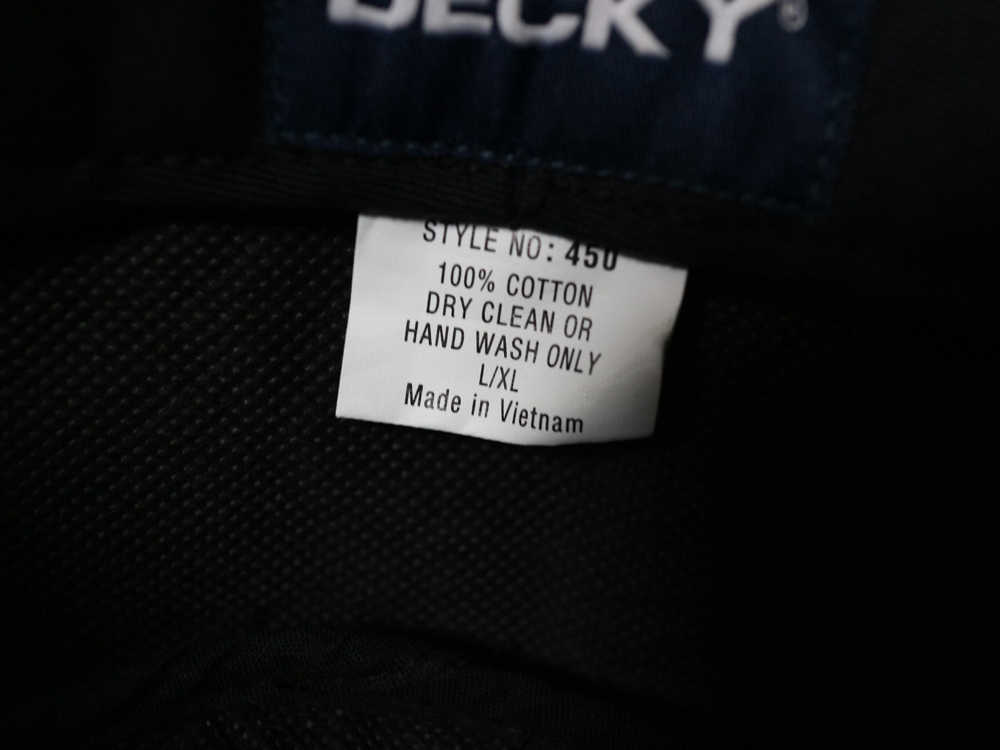 DECKY®
STYLE NO: 450
100% COTTON
DRY CLEAN OR
HAND WASH ONLY
L/XL
Made in Vietnam